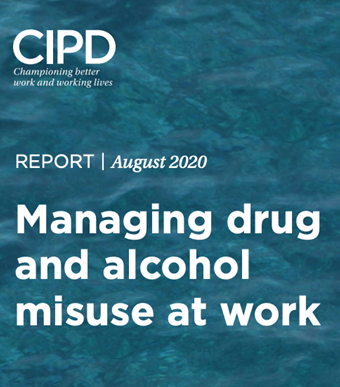 CIPD
Championing better
work and working lives
REPORT | August 2020
Managing drug
and alcohol
misuse at work